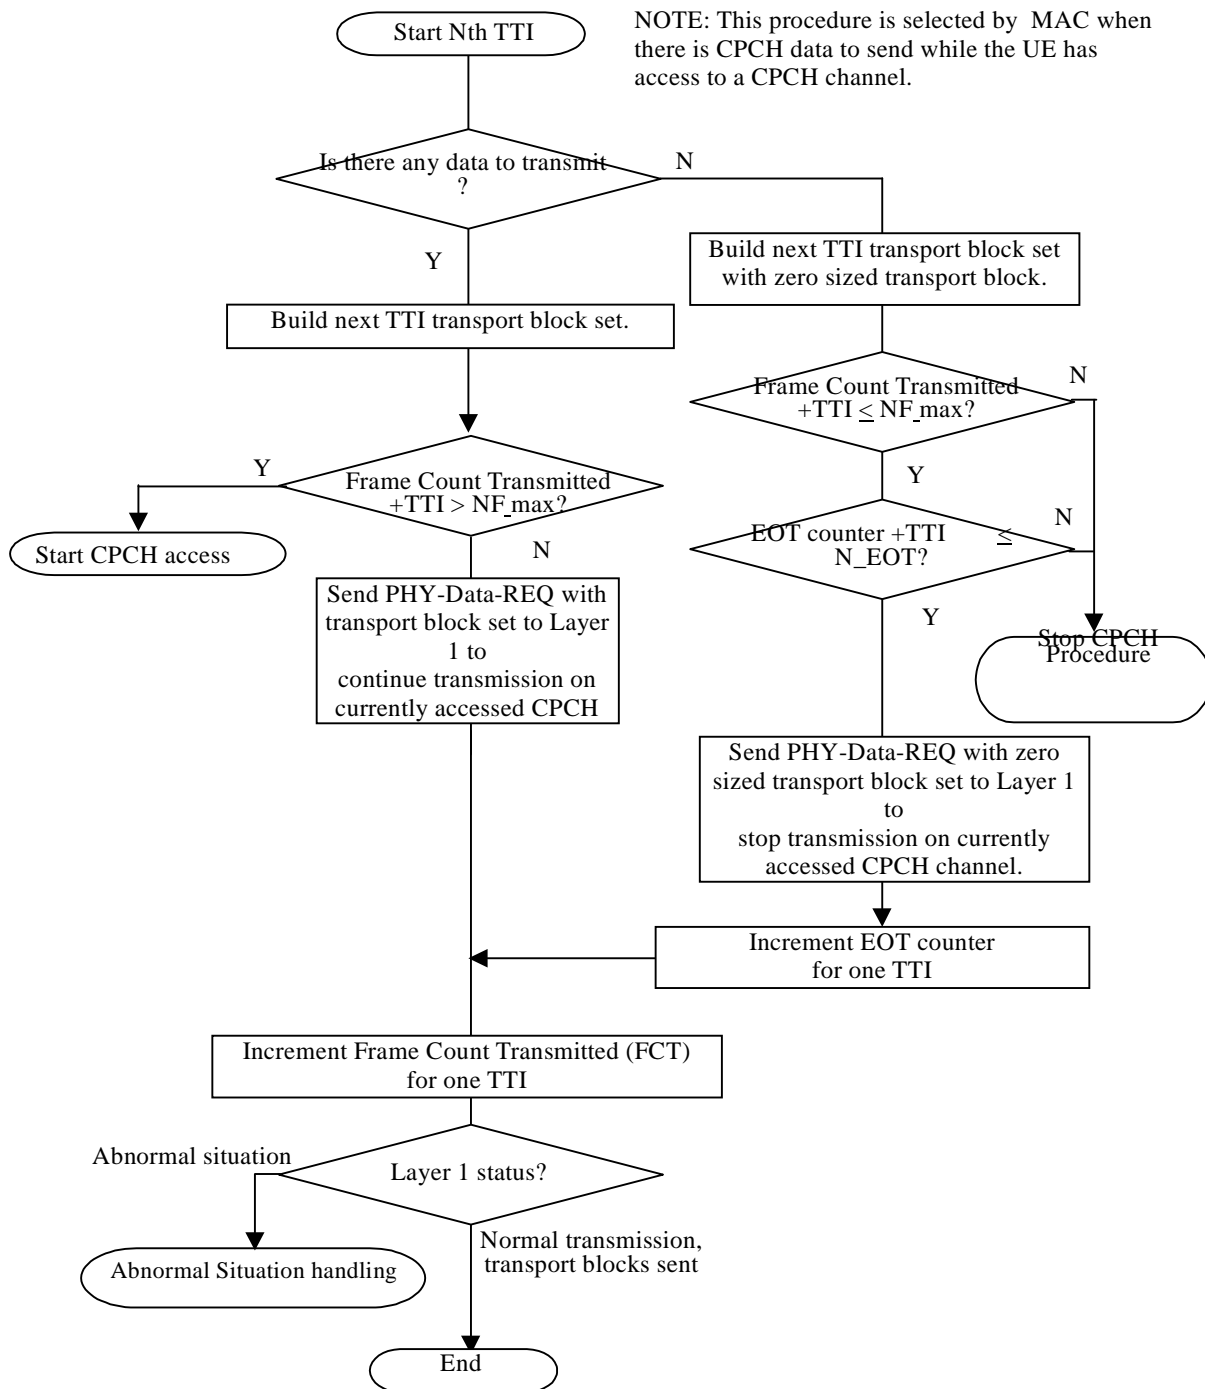 Start Nth TTI
NOTE: This procedure is selected by MAC when
there is CPCH data to send while the UE has
access to a CPCH channel.
Is there any data to transmit
?
N
Y
Build next TTI transport block set
with zero sized transport block.
Build next TTI transport block set.
Frame Count Transmitted
+TTI ≤ NF_max?
N
Y
Y
Frame Count Transmitted
+TTI > NF_max?
N
Start CPCH access
EOT counter +TTI ≤
N_EOT?
N
Y
Send PHY-Data-REQ with
transport block set to Layer
1 to
continue transmission on
currently accessed CPCH
Stop CPCH
Procedure
Send PHY-Data-REQ with zero
sized transport block set to Layer 1
to
stop transmission on currently
accessed CPCH channel.
Increment EOT counter
for one TTI
Increment Frame Count Transmitted (FCT)
for one TTI
Abnormal situation
Layer 1 status?
Normal transmission,
transport blocks sent
Abnormal Situation handling
End